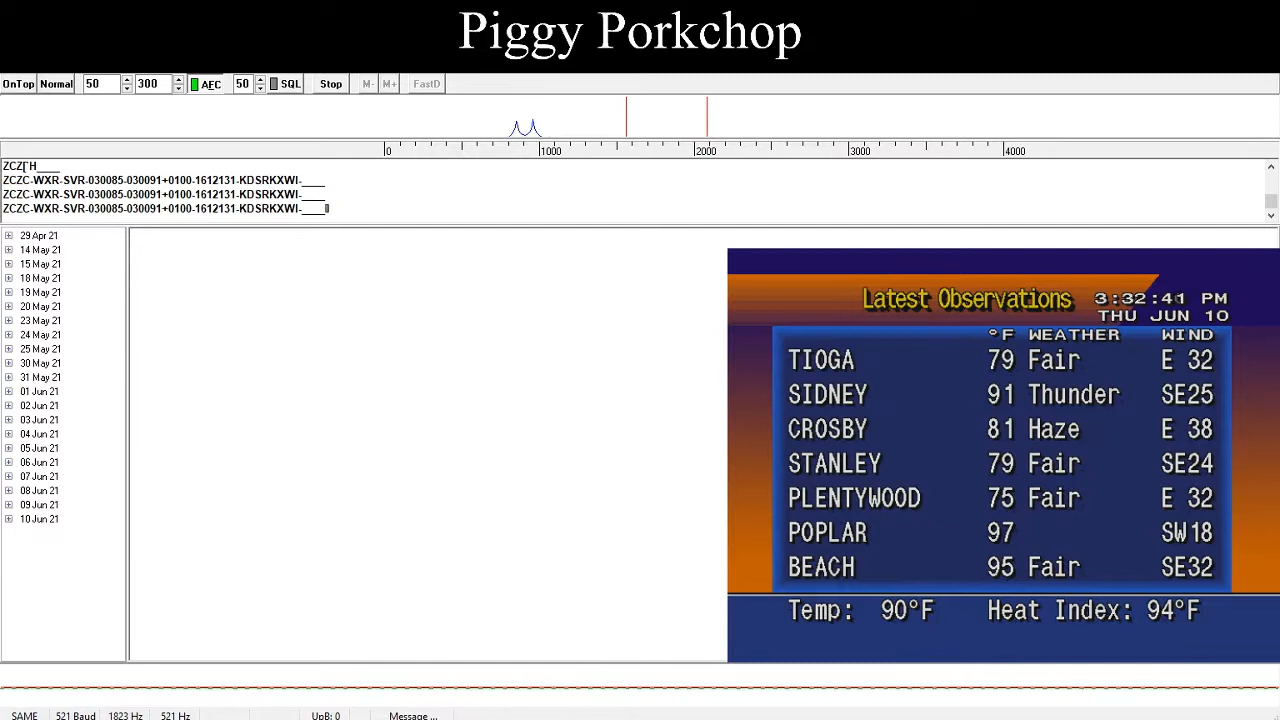 Piggy Porkchop
OnTop Normal 50 300 AFC 50 SQL Stop M- M+ FastD
0 1000 2000 3000 4000
ZCZ[H____
ZCZC-WXR-SVR-030085-030091+0100-1612131-KDSRKXWI-____
ZCZC-WXR-SVR-030085-030091+0100-1612131-KDSRKXWI-____
ZCZC-WXR-SVR-030085-030091+0100-1612131-KDSRKXWI-____
29 Apr 21
14 May 21
15 May 21
18 May 21
19 May 21
20 May 21
23 May 21
24 May 21
25 May 21
30 May 21
31 May 21
01 Jun 21
02 Jun 21
03 Jun 21
04 Jun 21
05 Jun 21
06 Jun 21
07 Jun 21
08 Jun 21
09 Jun 21
10 Jun 21
Latest Observations 3:32:41 PM
THU JUN 10
°F WEATHER WIND
TIOGA 79 Fair E 32
SIDNEY 91 Thunder SE25
CROSBY 81 Haze E 38
STANLEY 79 Fair SE24
PLENTYWOOD 75 Fair E 32
POPLAR 97 SW18
BEACH 95 Fair SE32
Temp: 90°F Heat Index: 94°F
SAME 521 Baud 1823 Hz 521 Hz UpB: 0 Message ...